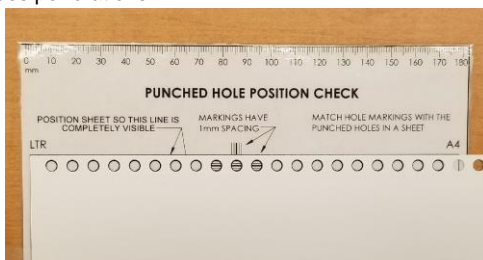 0 10 20 30 40 50 60 70 80 90 100 110 120 130 140 150 160 170 180
mm
PUNCHED HOLE POSITION CHECK
POSITION SHEET SO THIS LINE IS
COMPLETELY VISIBLE
MARKINGS HAVE
1mm SPACING
MATCH HOLE MARKINGS WITH THE
PUNCHED HOLES IN A SHEET
LTR
A4